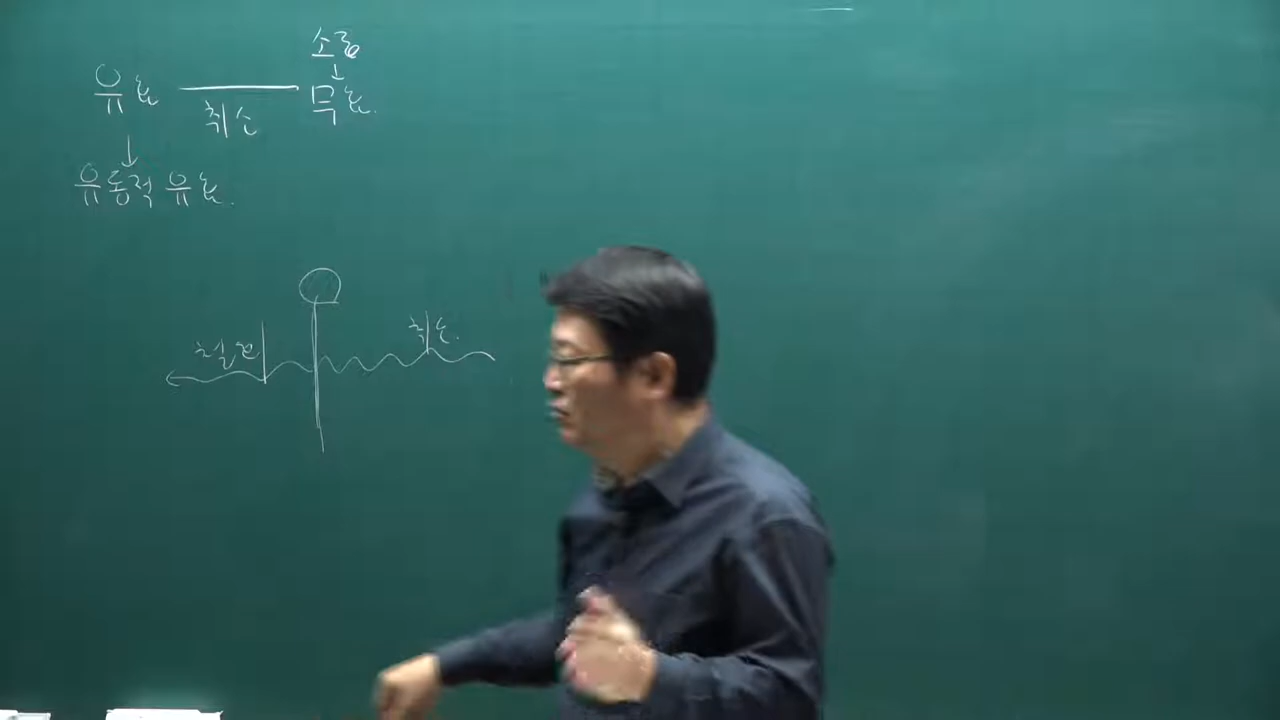 소급
↓
유효 취소 무효.
↓
유동적 유효.
철회 취소.